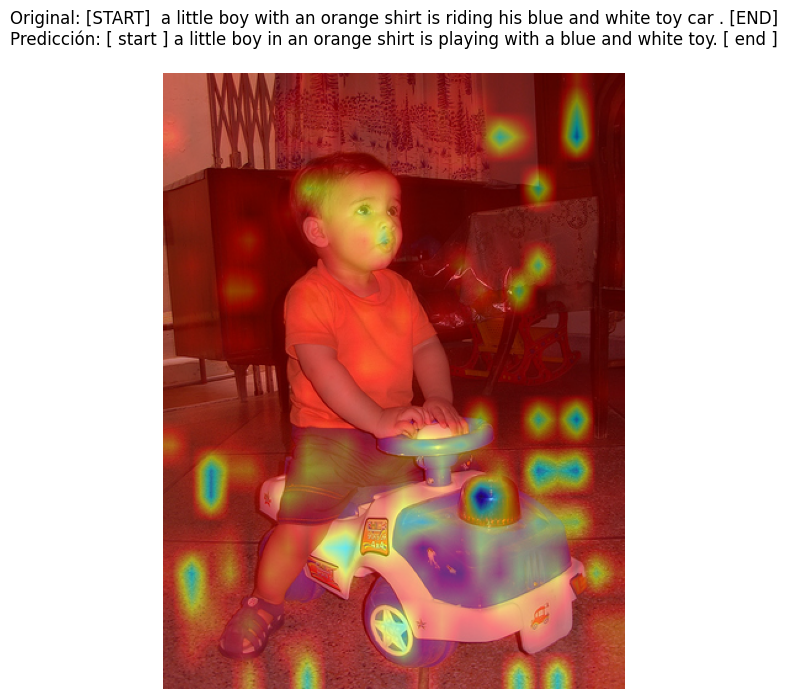 Original: [START]  a little boy with an orange shirt is riding his blue and white toy car . [END]
Predicción: [ start ] a little boy in an orange shirt is playing with a blue and white toy. [ end ]